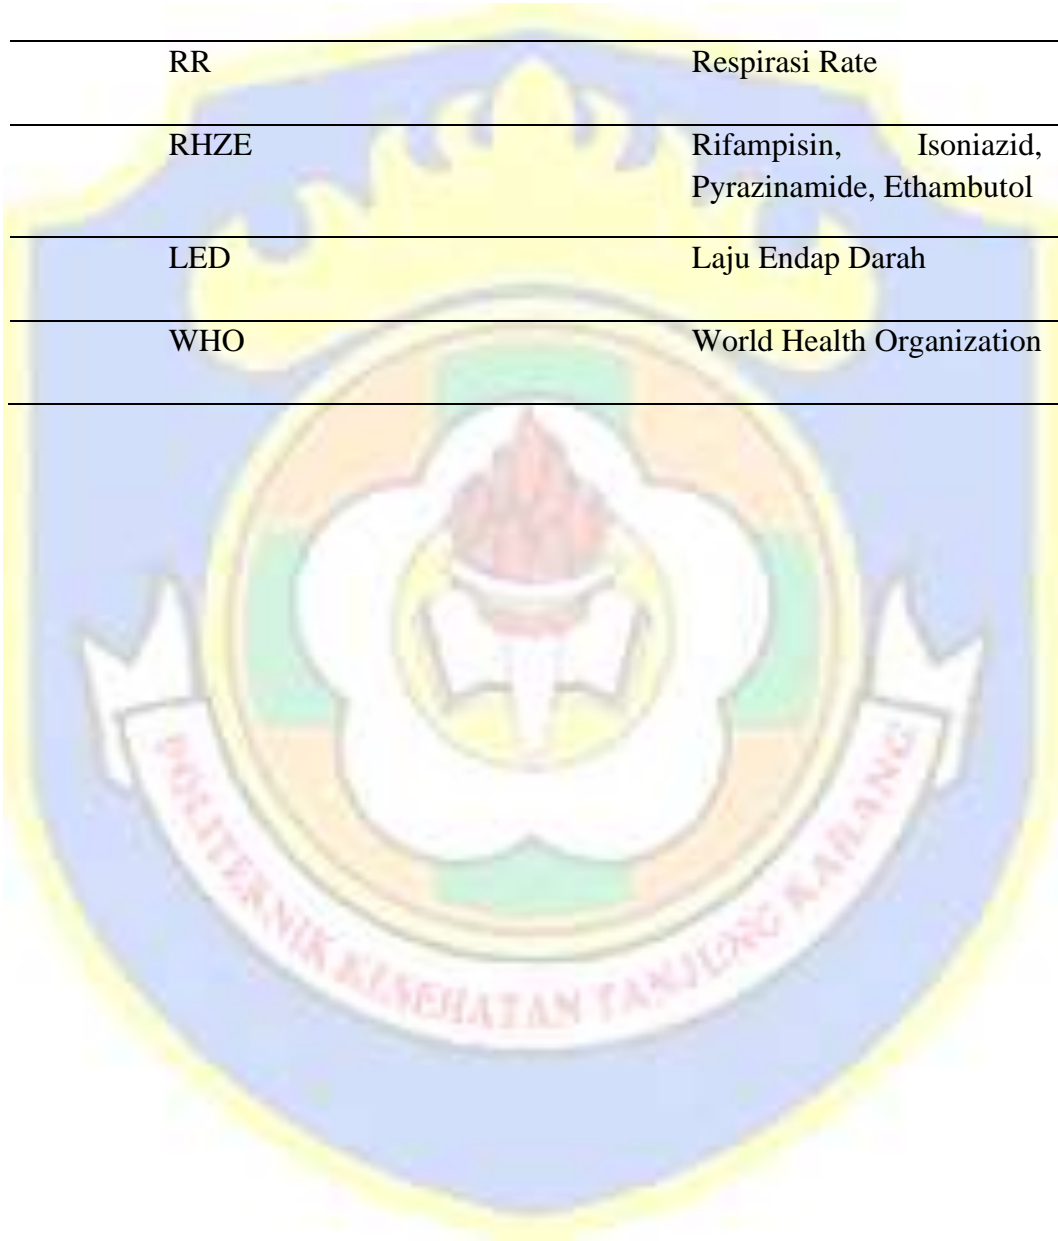 RR Respirasi Rate
RHZE Rifampisin, Isoniazid,
Pyrazinamide, Ethambutol
LED Laju Endap Darah
WHO World Health Organization
POLITEKNIK KESEHATAN TANJUNG KARANG